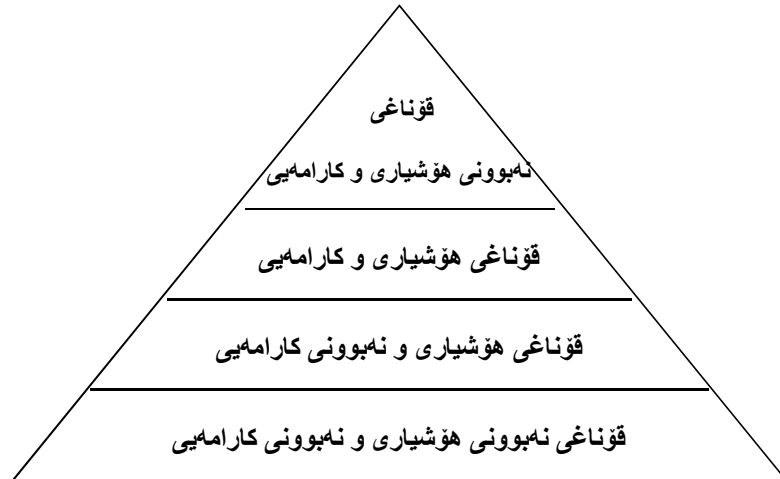 قۆناغی
نەبوونی هۆشیاری و کارامەیی
قۆناغی هۆشیاری و کارامەیی
قۆناغی هۆشیاری و نەبوونی کارامەیی
قۆناغی نەبوونی هۆشیاری و نەبوونی کارامەیی